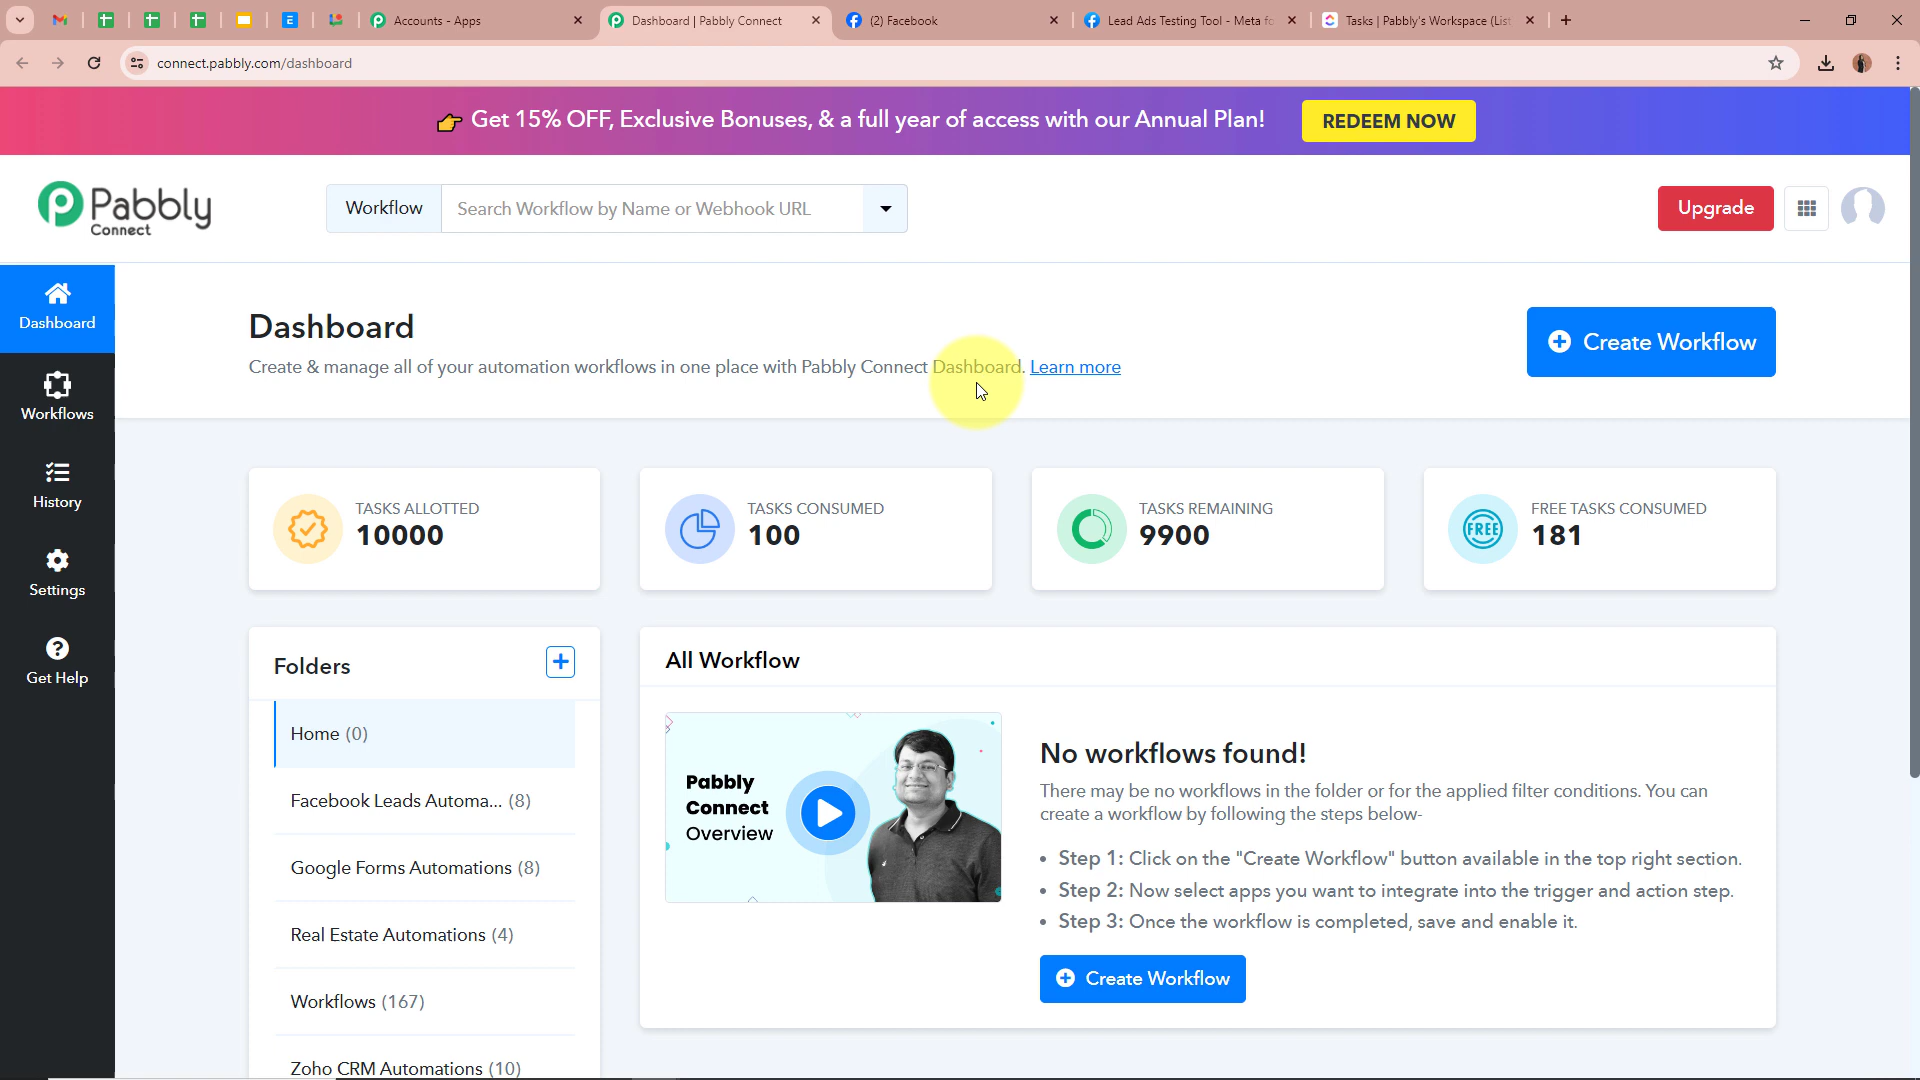 Accounts - Apps
Dashboard | Pabbly Connect
(2) Facebook
Lead Ads Testing Tool - Meta fo
Tasks | Pabbly's Workspace (List
connect.pabbly.com/dashboard
Get 15% OFF, Exclusive Bonuses, & a full year of access with our Annual Plan!
REDEEM NOW
Pabbly
Connect
Workflow
Search Workflow by Name or Webhook URL
Upgrade
Dashboard
Workflows
History
Settings
Get Help
Dashboard
Create & manage all of your automation workflows in one place with Pabbly Connect Dashboard. Learn more
Create Workflow
TASKS ALLOTTED
10000
TASKS CONSUMED
100
TASKS REMAINING
9900
FREE
FREE TASKS CONSUMED
181
Folders
Home (0)
Facebook Leads Automa... (8)
Google Forms Automations (8)
Real Estate Automations (4)
Workflows (167)
Zoho CRM Automations (10)
All Workflow
Pabbly
Connect
Overview
No workflows found!
There may be no workflows in the folder or for the applied filter conditions. You can
create a workflow by following the steps below-
• Step 1: Click on the "Create Workflow" button available in the top right section.
• Step 2: Now select apps you want to integrate into the trigger and action step.
• Step 3: Once the workflow is completed, save and enable it.
Create Workflow